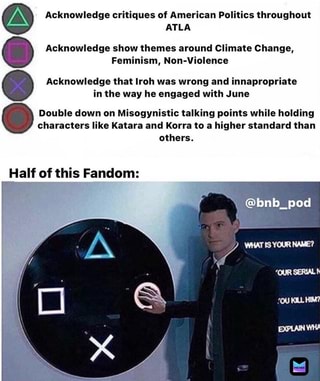 Acknowledge critiques of American Politics throughout
ATLA
Acknowledge show themes around Climate Change,
Feminism, Non-Violence
Acknowledge that Iroh was wrong and innapropriate
in the way he engaged with June
Double down on Misogynistic talking points while holding
characters like Katara and Korra to a higher standard than
others.
Half of this Fandom:
@bnb_pod
WHAT IS YOUR NAME?
OUR SERIAL
OU KILL HIM?
EXPLAIN